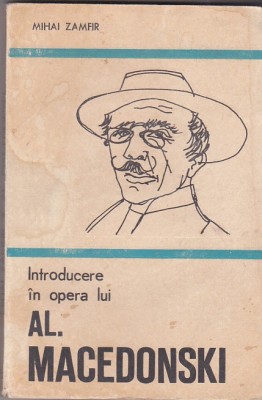 MIHAI ZAMFIR
Introducere
în opera lui
AL.
MACEDONSKI